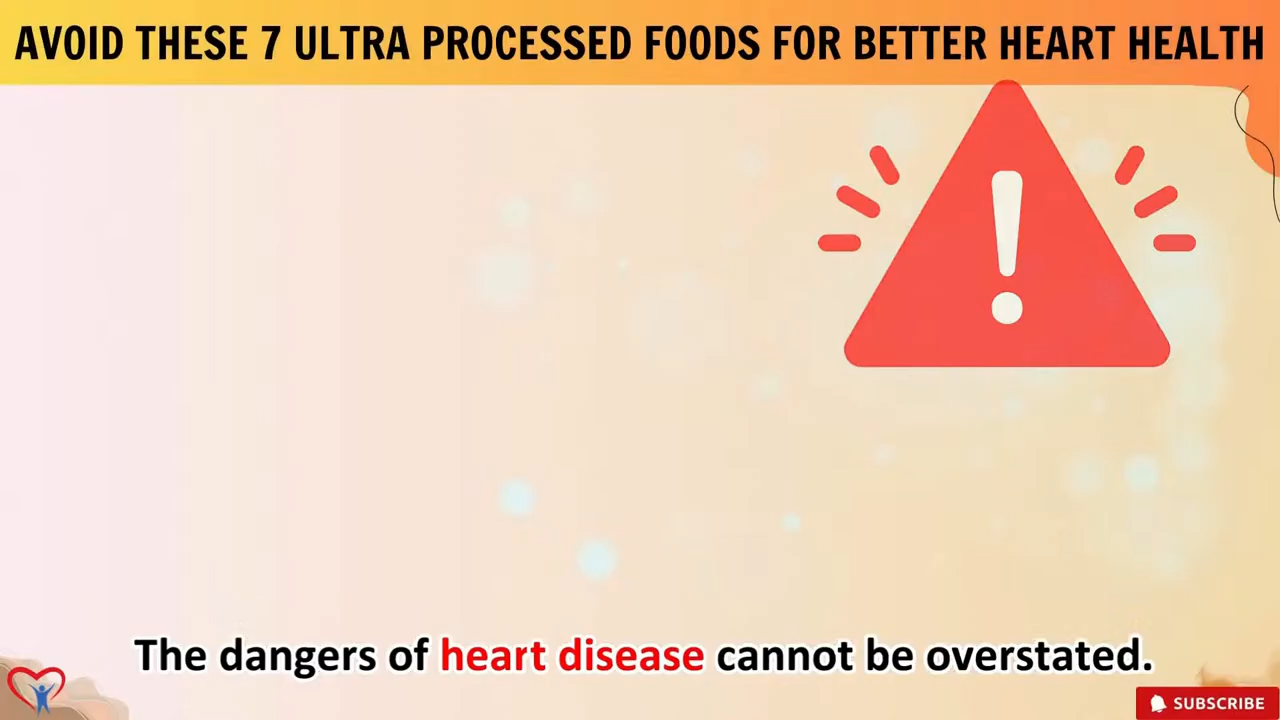 AVOID THESE 7 ULTRA PROCESSED FOODS FOR BETTER HEART HEALTH
The dangers of heart disease cannot be overstated.
SUBSCRIBE